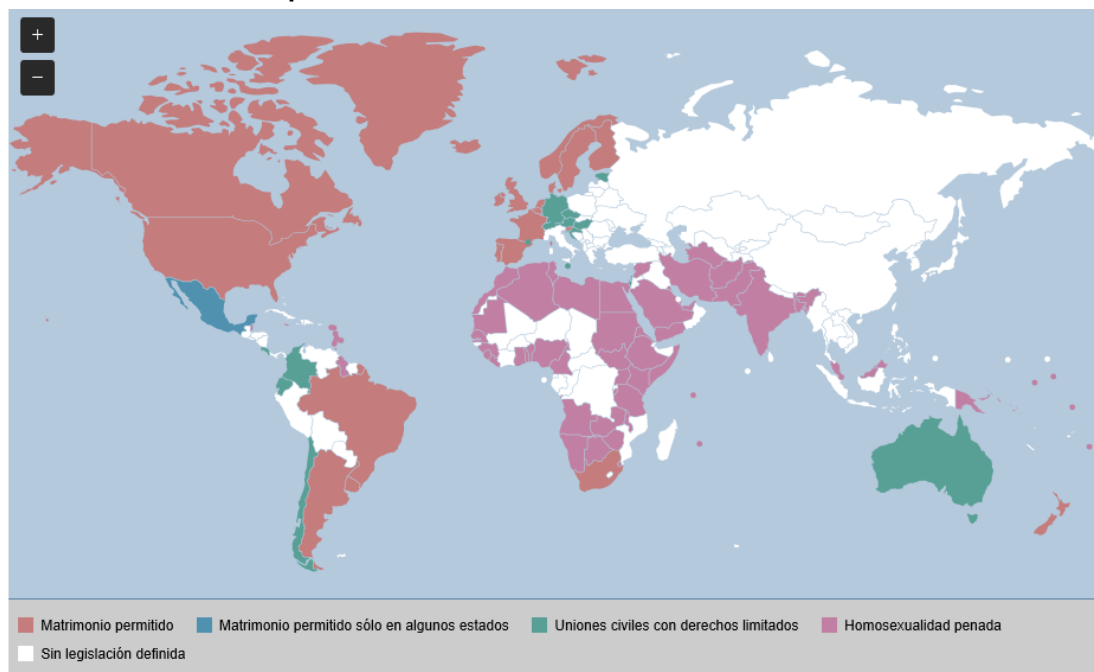 +
−
Matrimonio permitido
Matrimonio permitido sólo en algunos estados
Uniones civiles con derechos limitados
Homosexualidad penada
Sin legislación definida